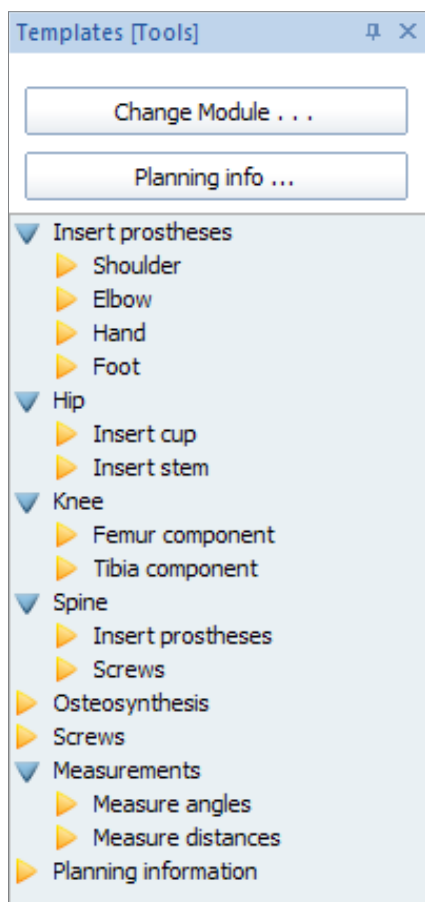 Templates [Tools]
Change Module . . .
Planning info ...
Insert prostheses
Shoulder
Elbow
Hand
Foot
Hip
Insert cup
Insert stem
Knee
Femur component
Tibia component
Spine
Insert prostheses
Screws
Osteosynthesis
Screws
Measurements
Measure angles
Measure distances
Planning information